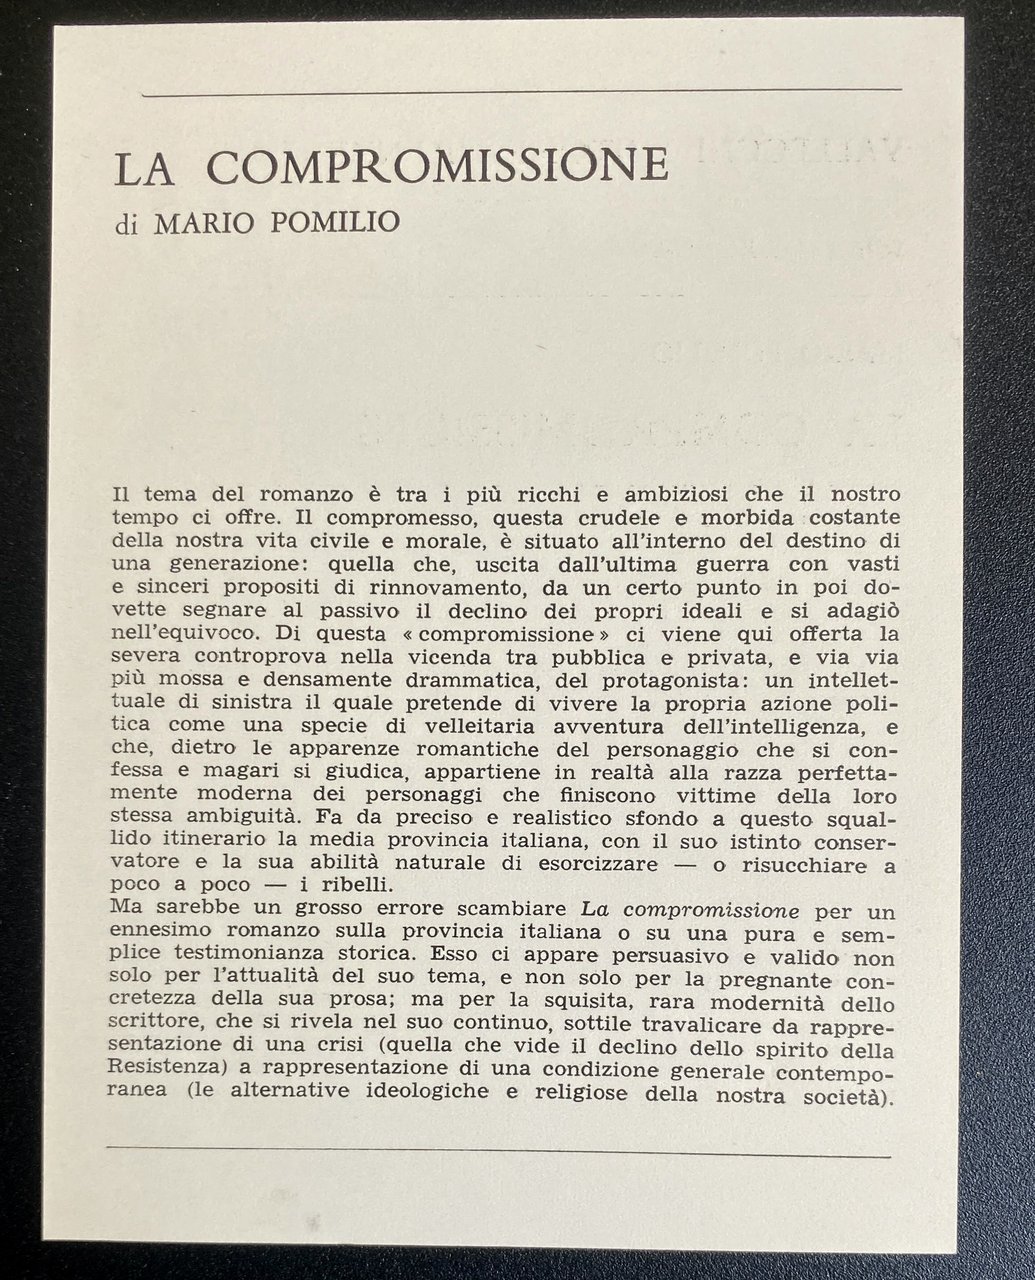 LA COMPROMISSIONE
di MARIO POMILIO
Il tema del romanzo è tra i più ricchi e ambiziosi che il nostro
tempo ci offre. Il compromesso, questa crudele e morbida costante
della nostra vita civile e morale, è situato all'interno del destino di
una generazione: quella che, uscita dall'ultima guerra con vasti
e sinceri propositi di rinnovamento, da un certo punto in poi do-
vette segnare al passivo il declino dei propri ideali e si adagiò
nell'equivoco. Di questa « compromissione » ci viene qui offerta la
severa controprova nella vicenda tra pubblica e privata, e via via
più mossa e densamente drammatica, del protagonista: un intellet-
tuale di sinistra il quale pretende di vivere la propria azione poli-
tica come una specie di velleitaria avventura dell'intelligenza, e
che, dietro le apparenze romantiche del personaggio che si con-
fessa e magari si giudica, appartiene in realtà alla razza perfetta-
mente moderna dei personaggi che finiscono vittime della loro
stessa ambiguità. Fa da preciso e realistico sfondo a questo squal-
lido itinerario la media provincia italiana, con il suo istinto conser-
vatore e la sua abilità naturale di esorcizzare — o risucchiare a
poco a poco — i ribelli.
Ma sarebbe un grosso errore scambiare La compromissione per un
ennesimo romanzo sulla provincia italiana o su una pura e sem-
plice testimonianza storica. Esso ci appare persuasivo e valido non
solo per l'attualità del suo tema, e non solo per la pregnante con-
cretezza della sua prosa; ma per la squisita, rara modernità dello
scrittore, che si rivela nel suo continuo, sottile travalicare da rappre-
sentazione di una crisi (quella che vide il declino dello spirito della
Resistenza) a rappresentazione di una condizione generale contempo-
ranea (le alternative ideologiche e religiose della nostra società).